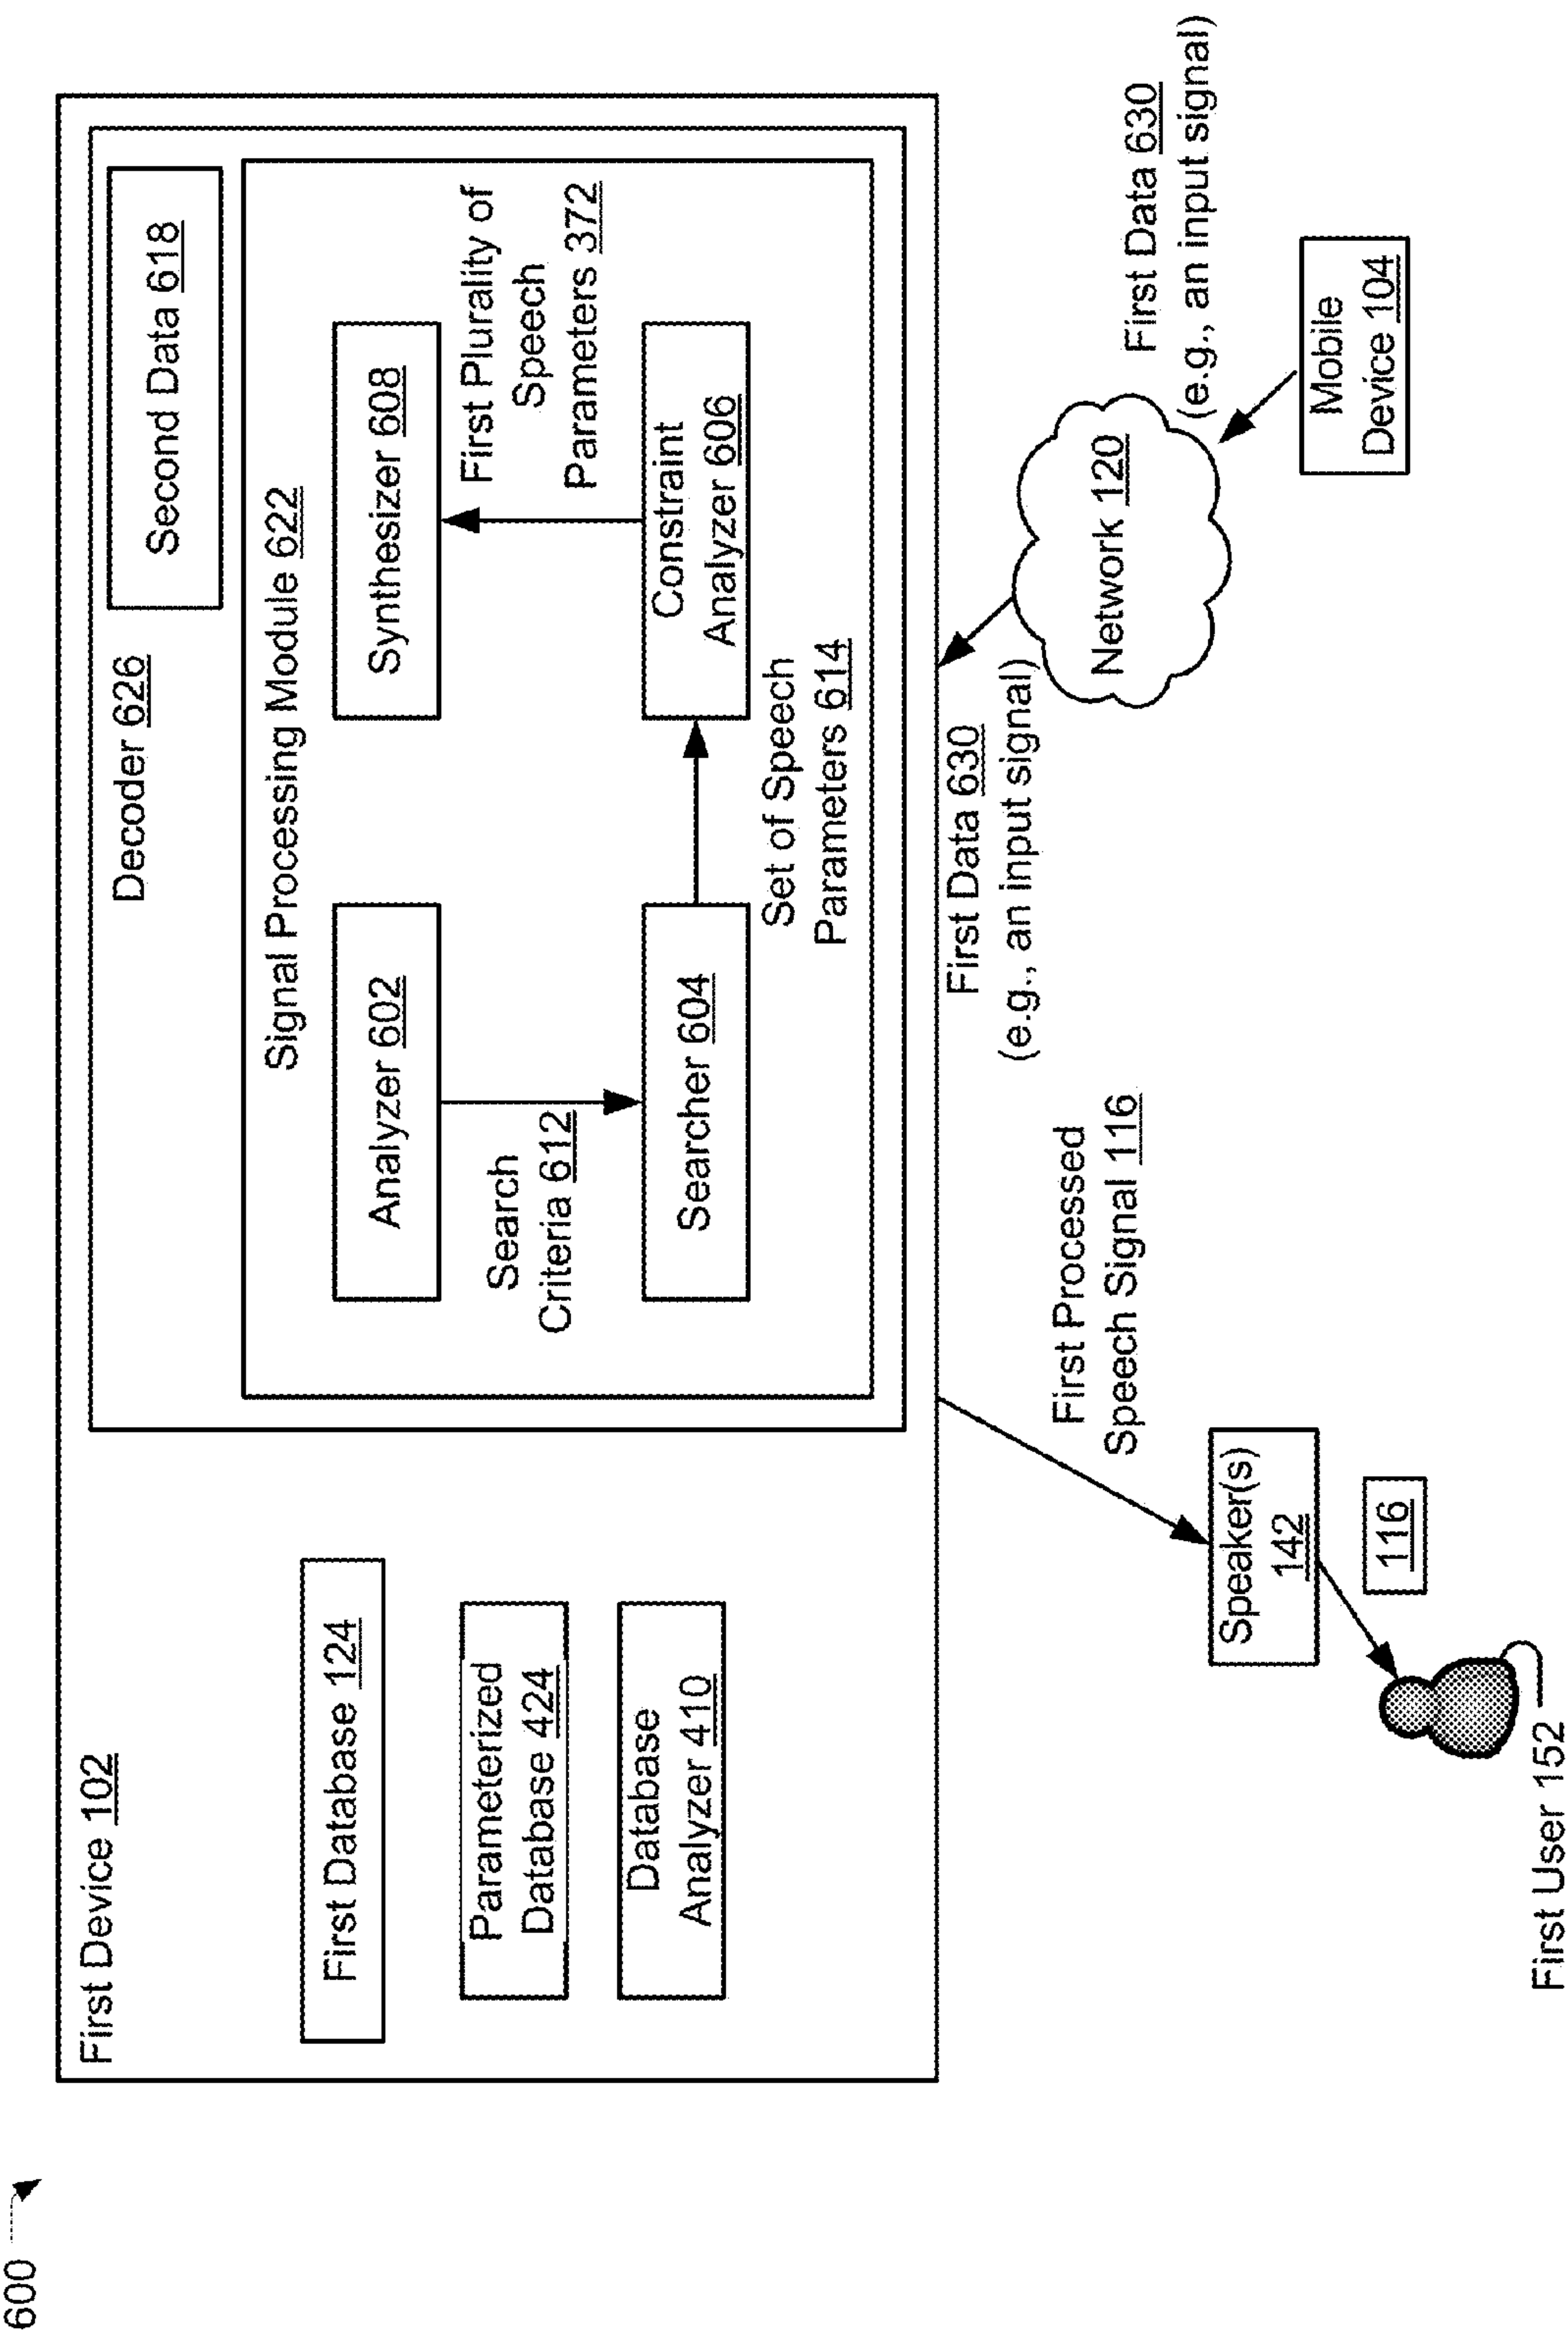 600
First Device 102
First Database 124
Parameterized
Database 424
Database
Analyzer 410
Decoder 626
Second Data 618
Signal Processing Module 622
Analyzer 602
Search
Criteria 612
Searcher 604
Set of Speech
Parameters 614
Constraint
Analyzer 606
First Plurality of
Speech
Parameters 372
Synthesizer 608
First Data 630
(e.g., an input signal)
Network 120
First Data 630
(e.g., an input signal)
Mobile
Device 104
First Processed
Speech Signal 116
Speaker(s)
142
116
First User 152